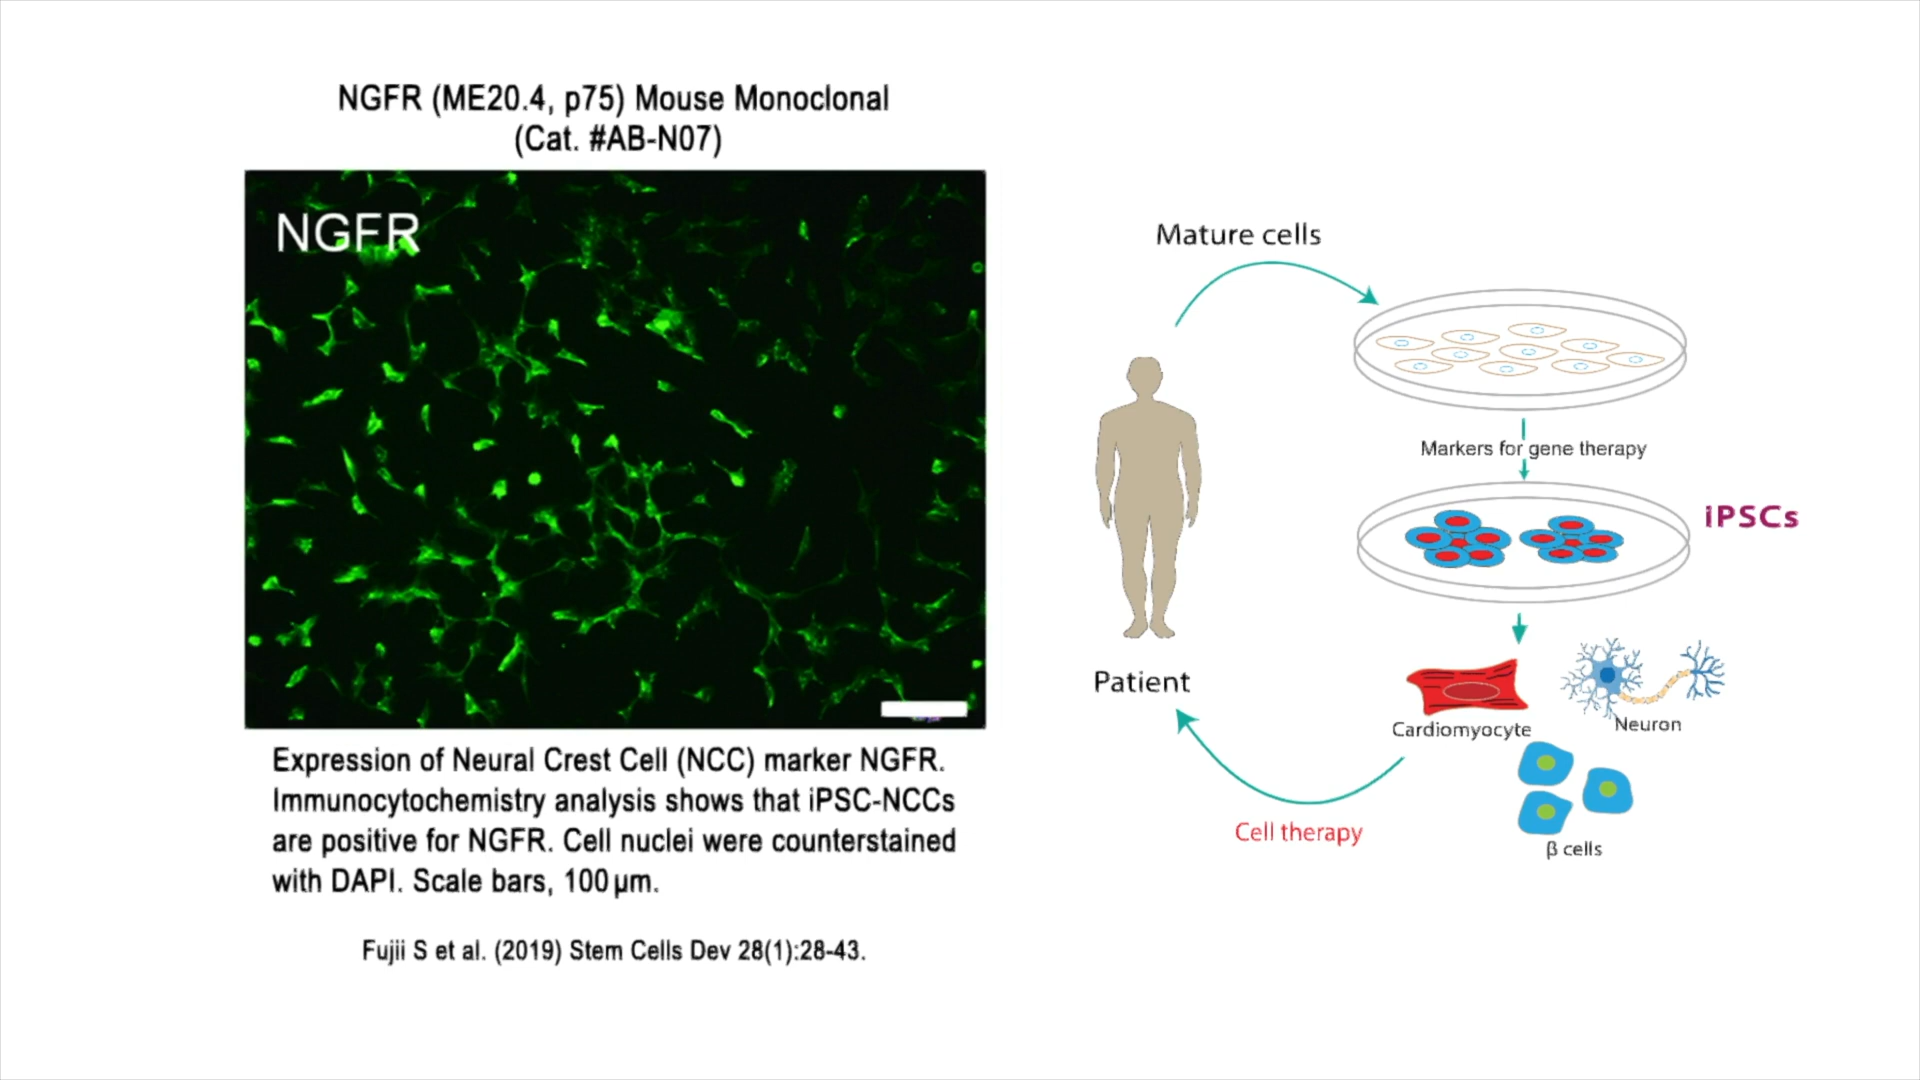 NGFR (ME20.4, p75) Mouse Monoclonal
(Cat. #AB-N07)
NGFR
Expression of Neural Crest Cell (NCC) marker NGFR.
Immunocytochemistry analysis shows that iPSC-NCCs
are positive for NGFR. Cell nuclei were counterstained
with DAPI. Scale bars, 100 µm.
Fujii S et al. (2019) Stem Cells Dev 28(1):28-43.
Mature cells
Markers for gene therapy
iPSCs
Patient
Cardiomyocyte
Neuron
Cell therapy
β cells